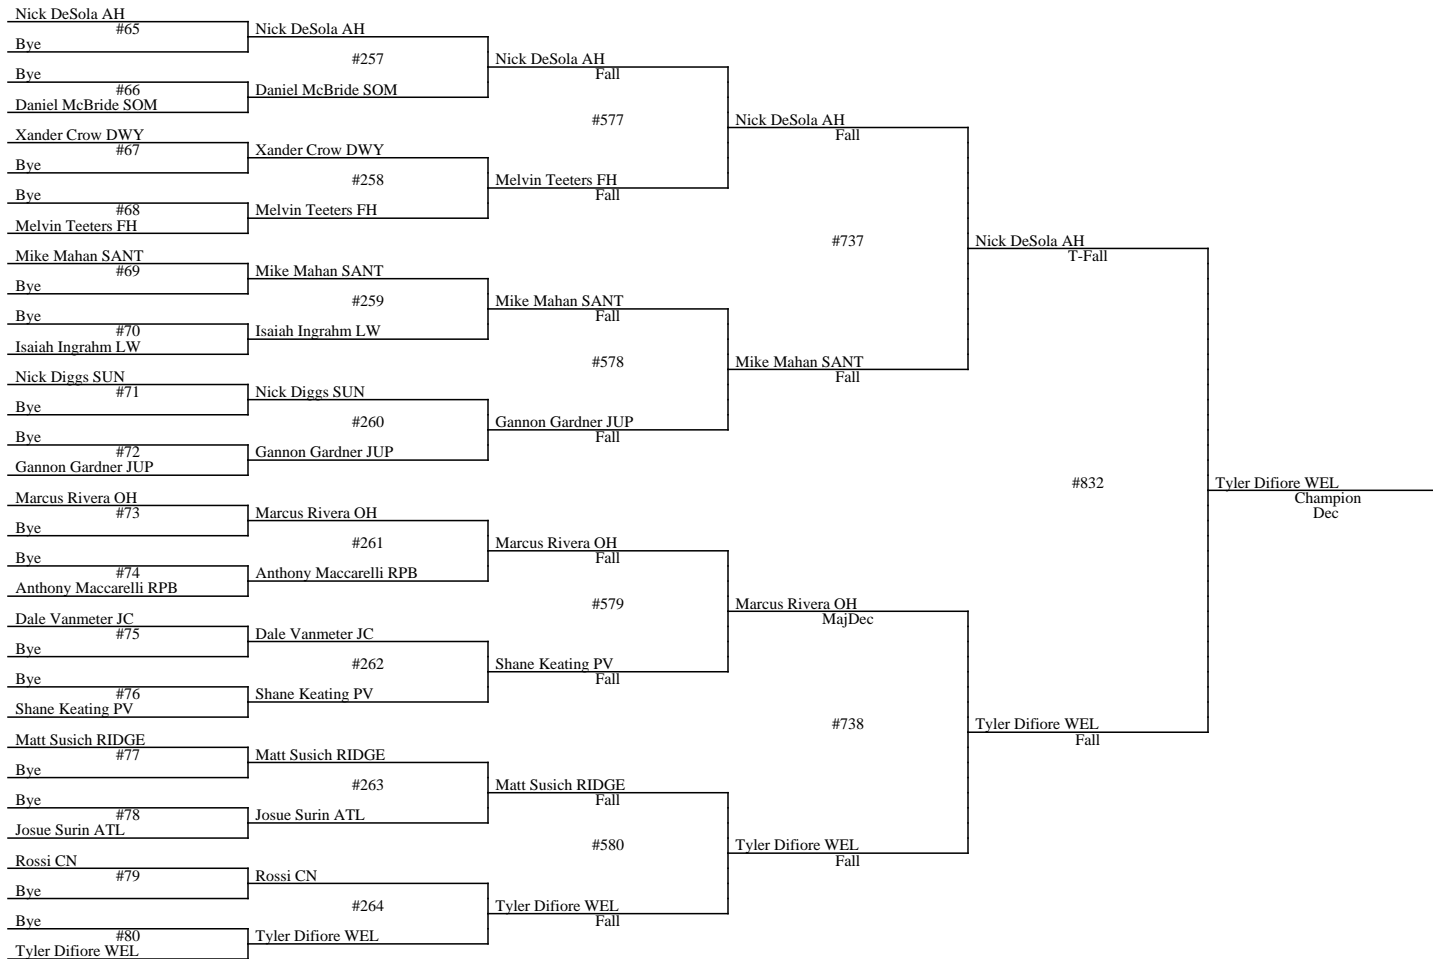 Nick DeSola AH
#65
Bye
Bye
#66
Daniel McBride SOM
Xander Crow DWY
#67
Bye
Bye
#68
Melvin Teeters FH
Mike Mahan SANT
#69
Bye
Bye
#70
Isaiah Ingrahm LW
Nick Diggs SUN
#71
Bye
Bye
#72
Gannon Gardner JUP
Marcus Rivera OH
#73
Bye
Bye
#74
Anthony Maccarelli RPB
Dale Vanmeter JC
#75
Bye
Bye
#76
Shane Keating PV
Matt Susich RIDGE
#77
Bye
Bye
#78
Josue Surin ATL
Rossi CN
#79
Bye
Bye
#80
Tyler Difiore WEL
Nick DeSola AH
#257
Daniel McBride SOM
Xander Crow DWY
#258
Melvin Teeters FH
Mike Mahan SANT
#259
Isaiah Ingrahm LW
Nick Diggs SUN
#260
Gannon Gardner JUP
Marcus Rivera OH
#261
Anthony Maccarelli RPB
Dale Vanmeter JC
#262
Shane Keating PV
Matt Susich RIDGE
#263
Josue Surin ATL
Rossi CN
#264
Tyler Difiore WEL
Nick DeSola AH
Fall
#577
Melvin Teeters FH
Fall
Mike Mahan SANT
Fall
#578
Gannon Gardner JUP
Fall
Marcus Rivera OH
Fall
#579
Shane Keating PV
Fall
Matt Susich RIDGE
Fall
#580
Tyler Difiore WEL
Fall
Nick DeSola AH
Fall
#737
Mike Mahan SANT
Fall
Marcus Rivera OH
MajDec
#738
Tyler Difiore WEL
Fall
Nick DeSola AH
T-Fall
#832
Tyler Difiore WEL
Fall
Tyler Difiore WEL
Champion
Dec